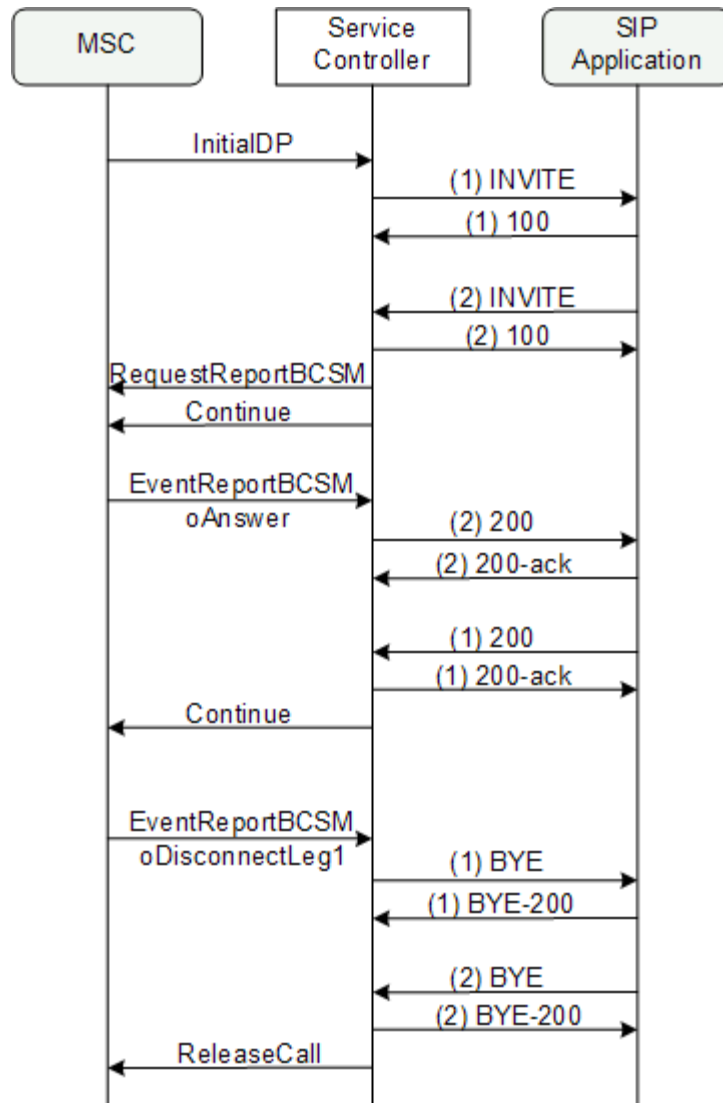 MSC
Service
Controller
SIP
Application
InitialDP
(1) INVITE
(1) 100
(2) INVITE
(2) 100
RequestReportBCSM
Continue
EventReportBCSM
oAnswer
(2) 200
(2) 200-ack
(1) 200
(1) 200-ack
Continue
EventReportBCSM
oDisconnectLeg1
(1) BYE
(1) BYE-200
(2) BYE
(2) BYE-200
ReleaseCall